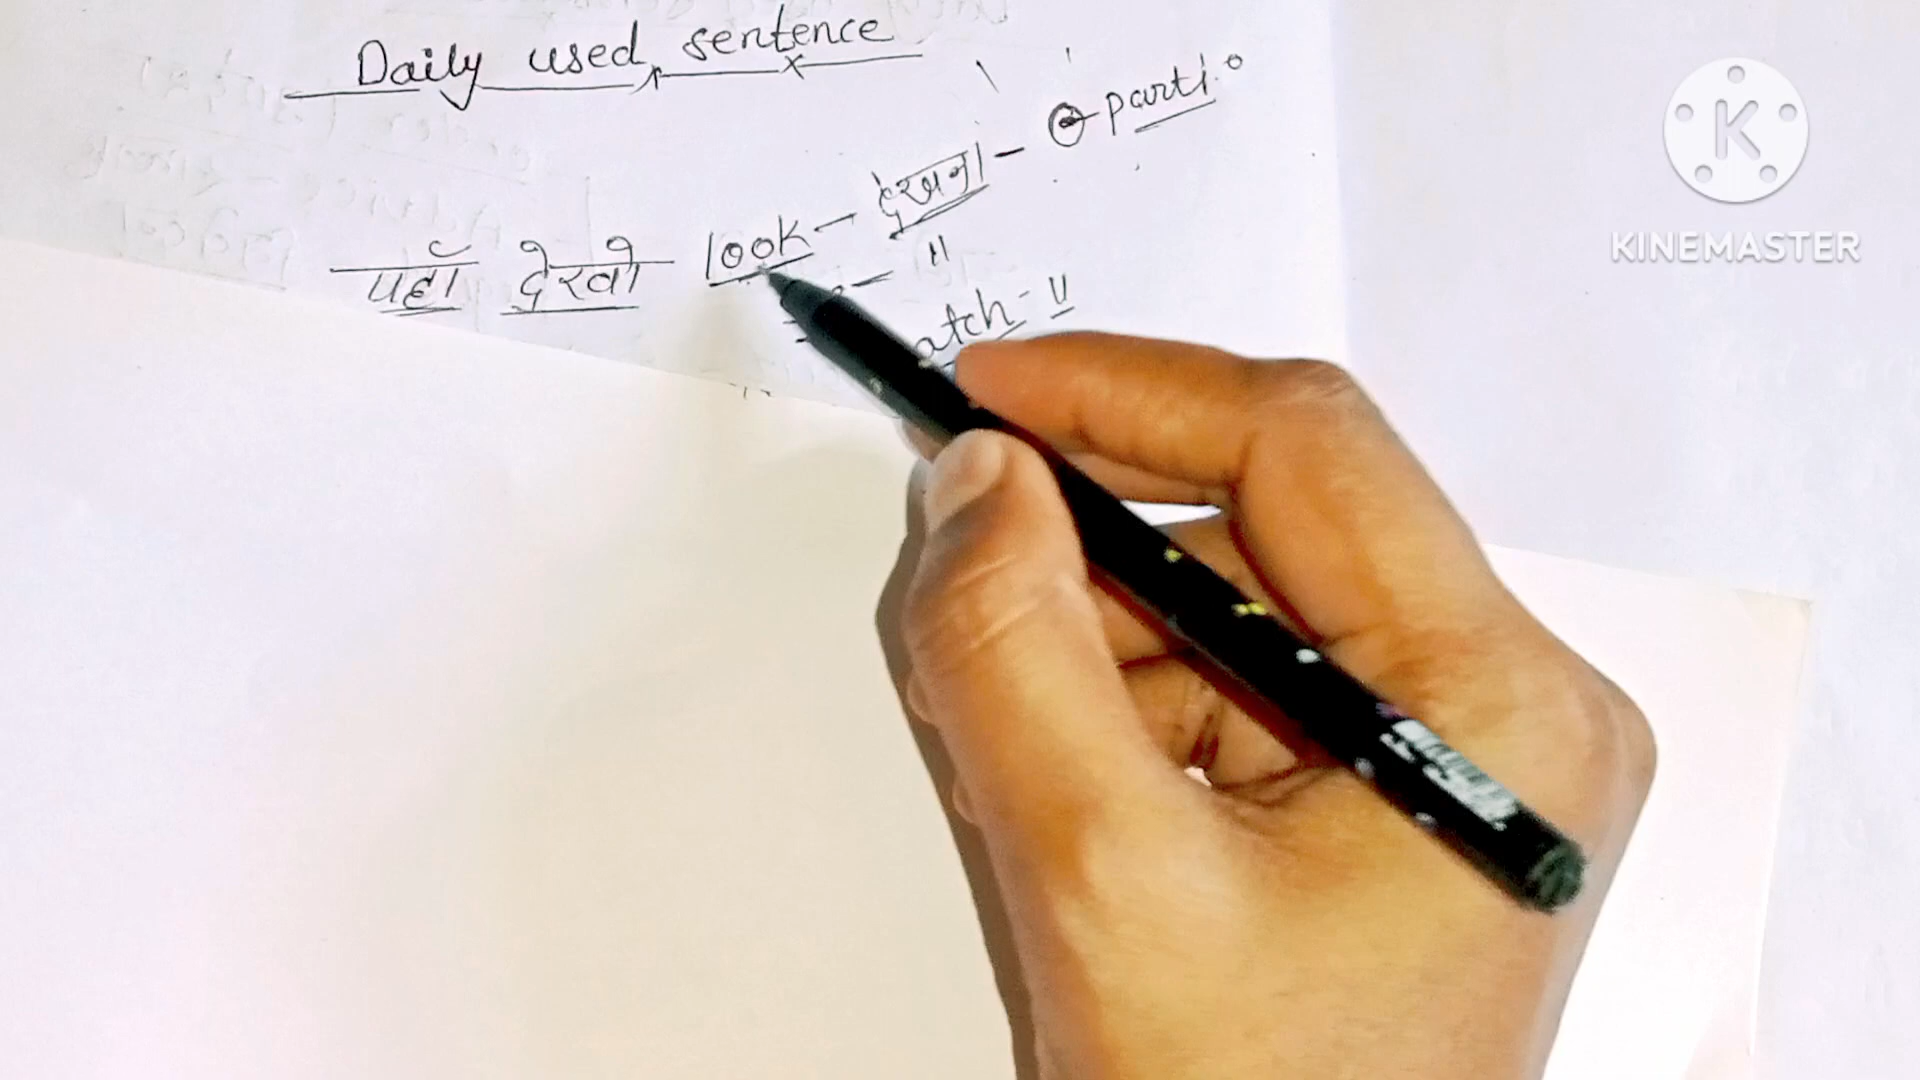 Daily used sentence
यहाँ देखो look - देखना - parti.
- "
atch - "
KINEMASTER